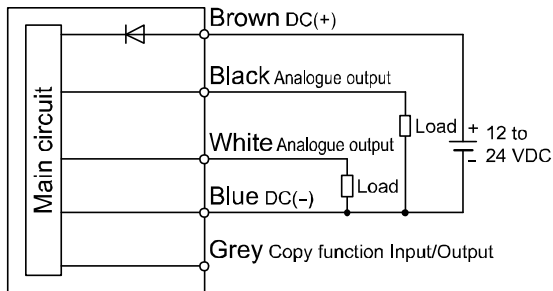 Brown DC(+)
Black Analogue output
Load
+
12 to
24 VDC
–
White Analogue output
Load
Blue DC(–)
Grey Copy function Input/Output
Main circuit